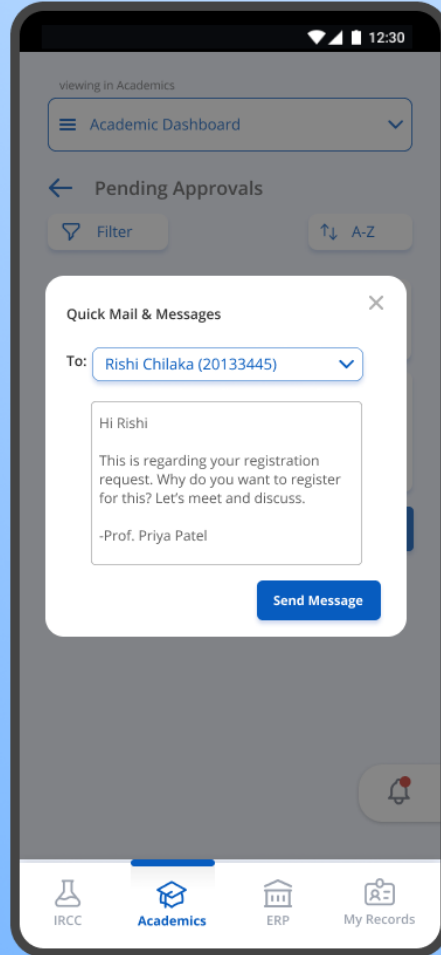 12:30
viewing in Academics
Academic Dashboard
Pending Approvals
Filter
A-Z
Quick Mail & Messages
To:
Rishi Chilaka (20133445)
Hi Rishi
This is regarding your registration
request. Why do you want to register
for this? Let's meet and discuss.
-Prof. Priya Patel
Send Message
IRCC
Academics
ERP
My Records